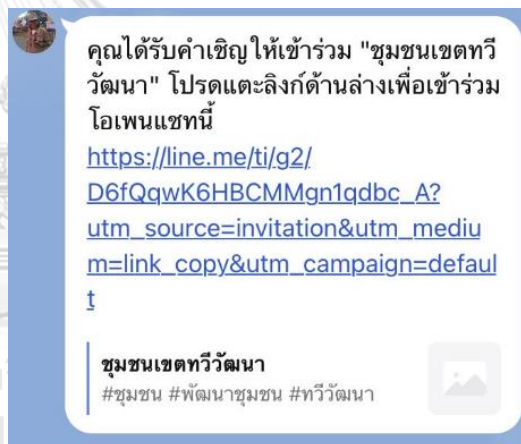 คุณได้รับคำเชิญให้เข้าร่วม "ชุมชนเขตทวี
วัฒนา" โปรดแตะลิงก์ด้านล่างเพื่อเข้าร่วม
โอเพนแชทนี้
https://line.me/ti/g2/
D6fQqwK6HBCMMgn1qdbc_A?
utm_source=invitation&utm_mediu
m=link_copy&utm_campaign=defaul
t
ชุมชนเขตทวีวัฒนา
#ชุมชน #พัฒนาชุมชน #ทวีวัฒนา